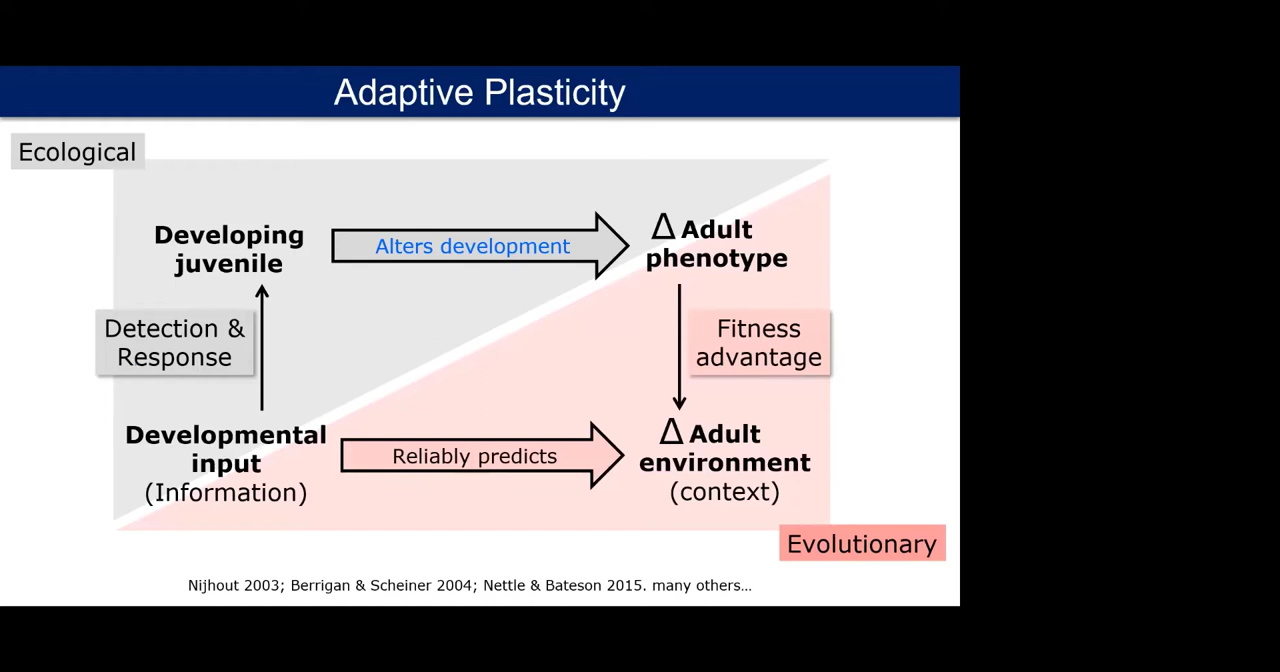 Adaptive Plasticity
Ecological
Developing
juvenile
Alters development
Δ Adult
phenotype
Detection &
Response
Fitness
advantage
Developmental
input
(Information)
Reliably predicts
Δ Adult
environment
(context)
Evolutionary
Nijhout 2003; Berrigan & Scheiner 2004; Nettle & Bateson 2015. many others…